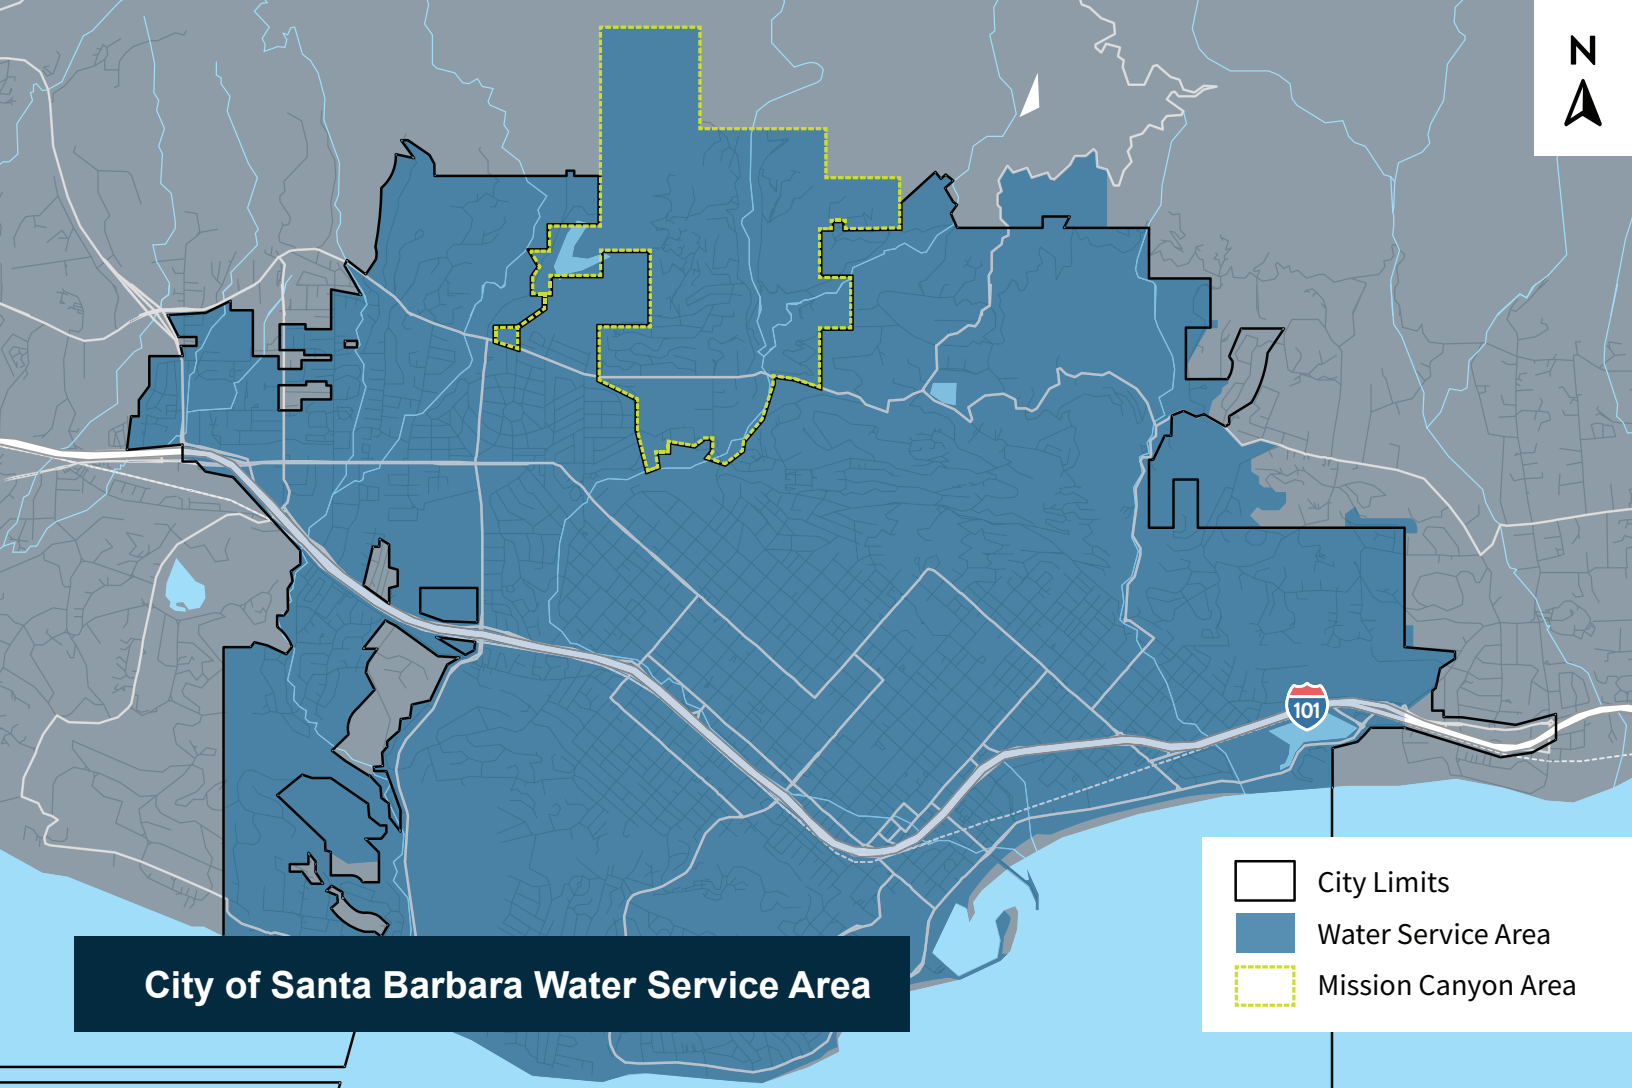 N
101
City Limits
Water Service Area
Mission Canyon Area
City of Santa Barbara Water Service Area